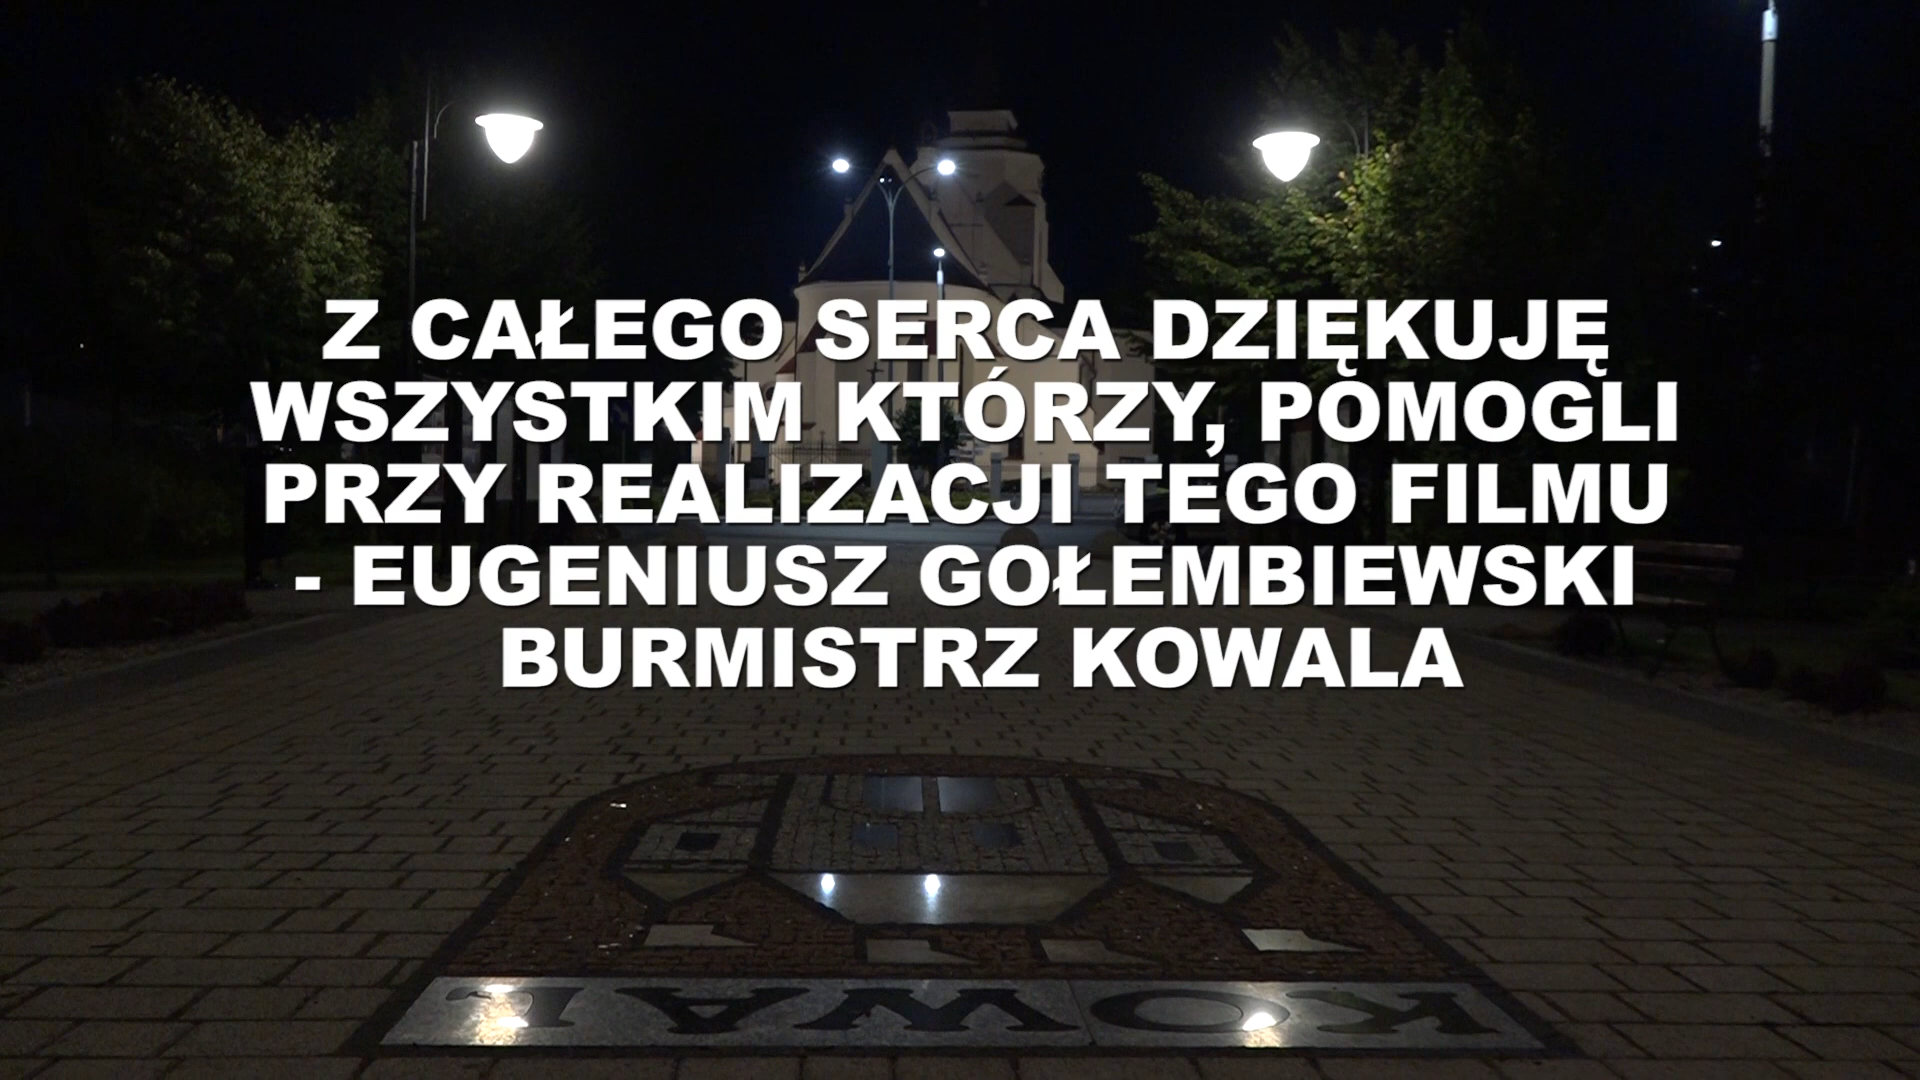 Z CAŁEGO SERCA DZIĘKUJĘ
WSZYSTKIM KTÓRZY, POMOGLI
PRZY REALIZACJI TEGO FILMU
- EUGENIUSZ GOŁEMBIEWSKI
BURMISTRZ KOWALA
KOWAL